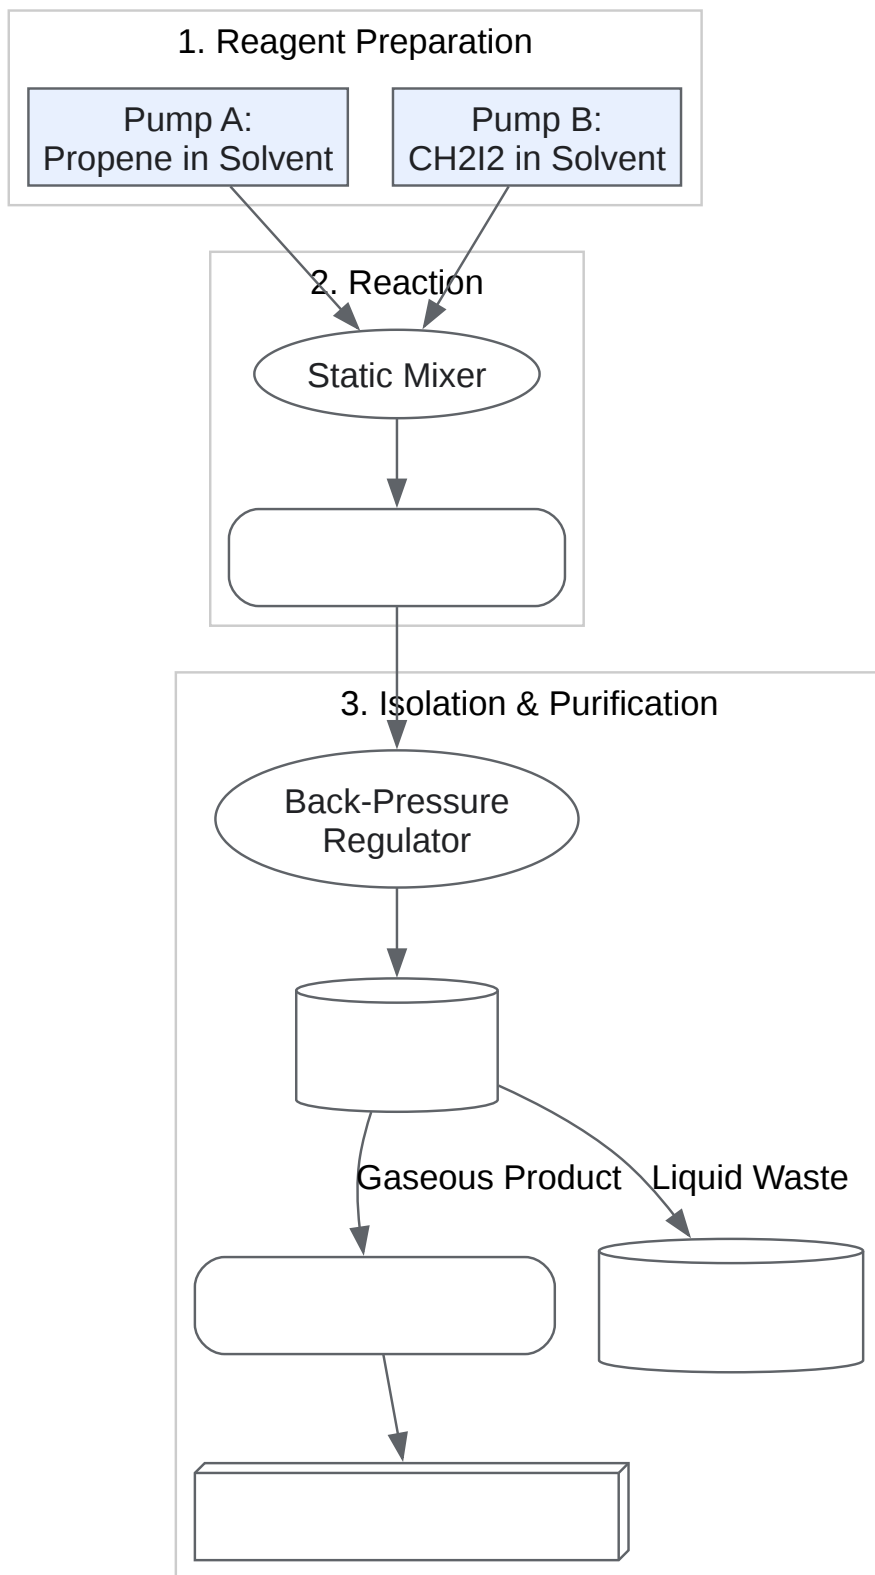 1. Reagent Preparation
Pump A:
Propene in Solvent
Pump B:
CH2I2 in Solvent
2. Reaction
Static Mixer
3. Isolation & Purification
Back-Pressure
Regulator
Gaseous Product
Liquid Waste